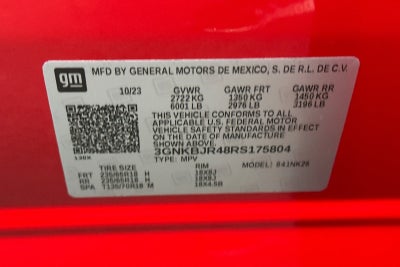 gm MFD BY GENERAL MOTORS DE MEXICO, S. DE R.L. DE C.V.
10/23 GVWR GAWR FRT GAWR RR
2722 KG 1350 KG 1450 KG
6001 LB 2976 LB 3196 LB
THIS VEHICLE CONFORMS TO ALL
APPLICABLE U.S. FEDERAL MOTOR
VEHICLE SAFETY STANDARDS IN
EFFECT ON THE DATE OF MANUFACTURE
SHOWN ABOVE.
3GNKBJR48RS175804
TYPE: MPV MODEL: 841NK26
TIRE SIZE RIM
FRT 235/65R18 H 18X8J
RR 235/65R18 H 18X8J
SPA T135/70R18 M 18X4.5B